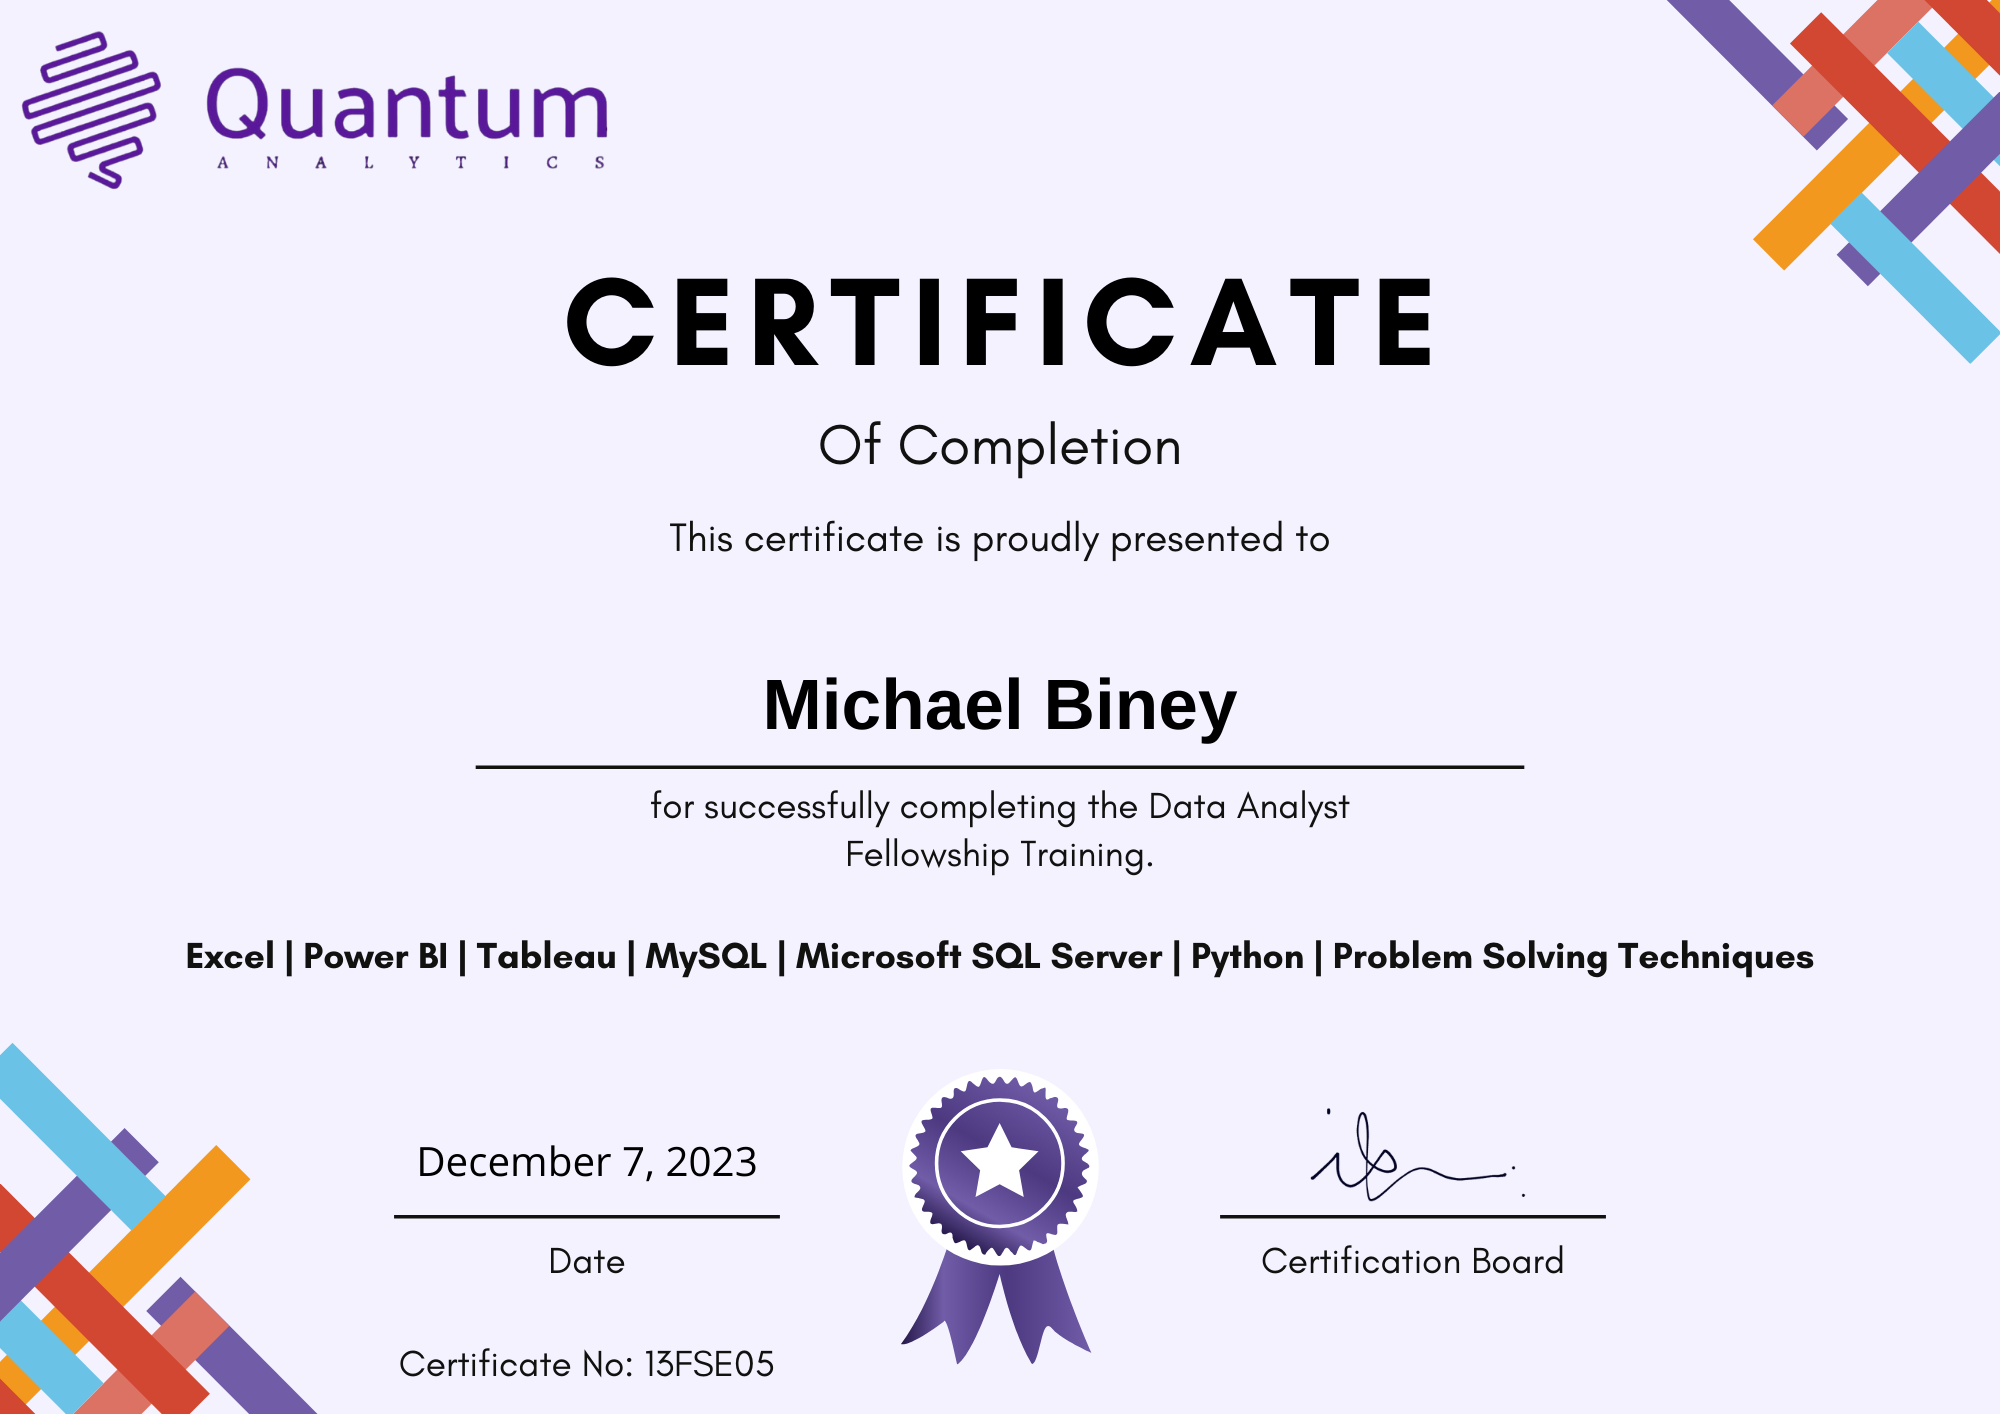 Quantum
ANALYTICS
CERTIFICATE
Of Completion
This certificate is proudly presented to
Michael Biney
for successfully completing the Data Analyst
Fellowship Training.
Excel | Power BI | Tableau | MySQL | Microsoft SQL Server | Python | Problem Solving Techniques
December 7, 2023
Date
Certification Board
Certificate No: 13FSE05